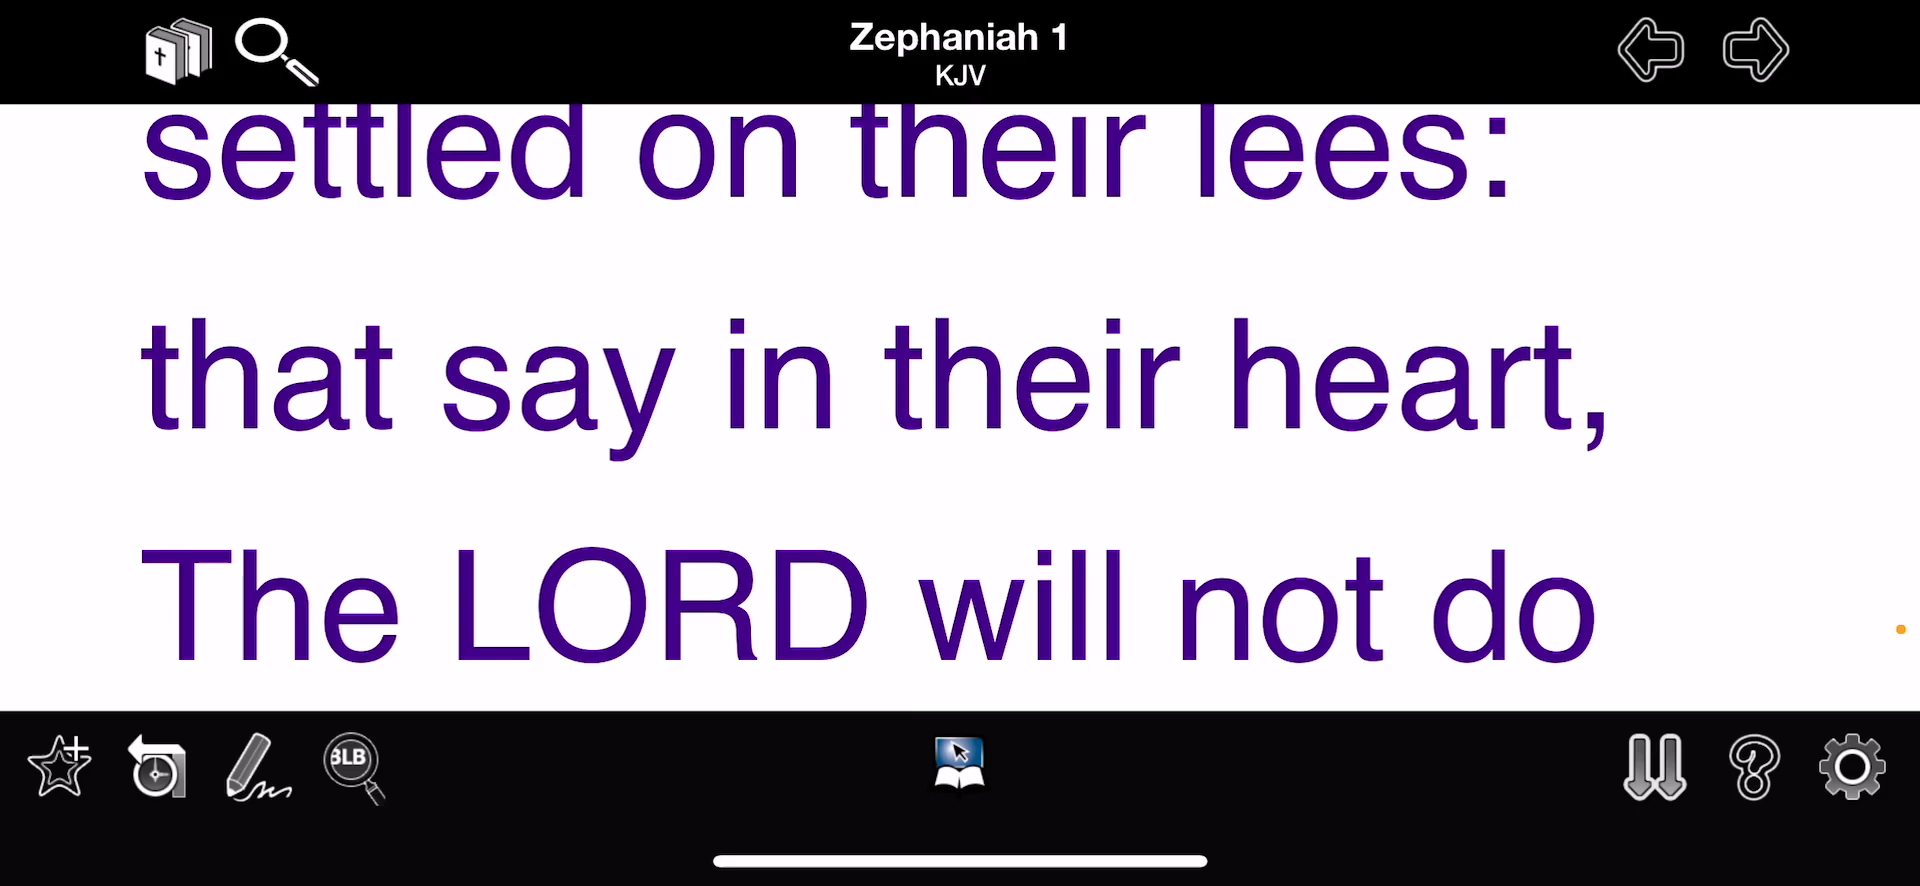 Zephaniah 1
KJV
settled on their lees:
that say in their heart,
The LORD will not do
BLB